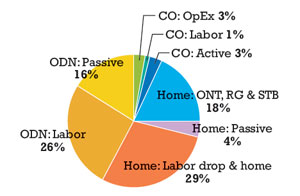 CO: OpEx 3%
CO: Labor 1%
CO: Active 3%
ODN: Passive
16%
Home: ONT, RG & STB
18%
Home: Passive
4%
ODN: Labor
26%
Home: Labor drop & home
29%